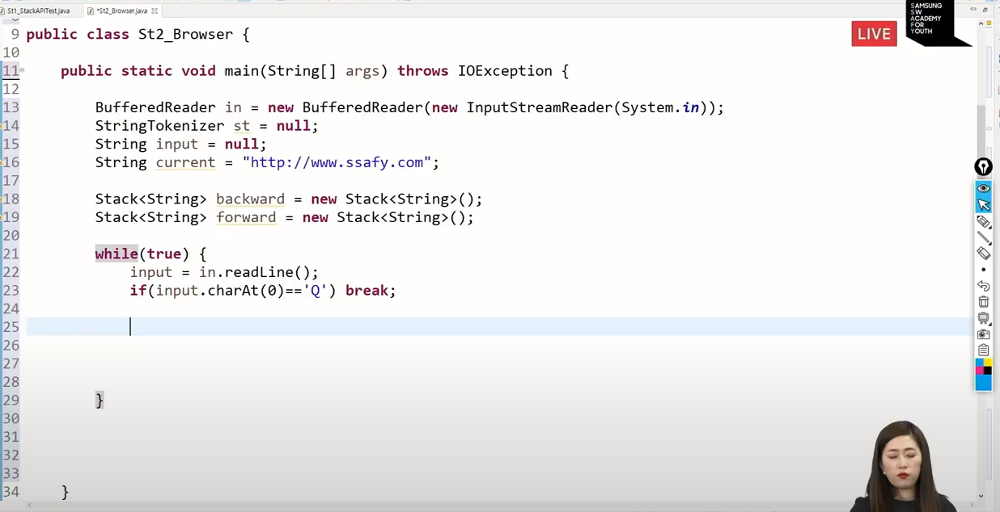 St1_StackAPITest.java
*St2_Browser.java
SAMSUNG
SW
ACADEMY
FOR
YOUTH
LIVE
9 public class St2_Browser {
10
11 public static void main(String[] args) throws IOException {
12
13 BufferedReader in = new BufferedReader(new InputStreamReader(System.in));
14 StringTokenizer st = null;
15 String input = null;
16 String current = "http://www.ssafy.com";
17
18 Stack<String> backward = new Stack<String>();
19 Stack<String> forward = new Stack<String>();
20
21 while(true) {
22 input = in.readLine();
23 if(input.charAt(0)=='Q') break;
24
25
26
27
28
29 }
30
31
32
33
34 }